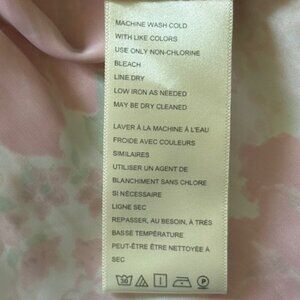 MACHINE WASH COLD
WITH LIKE COLORS
USE ONLY NON-CHLORINE
BLEACH
LINE DRY
LOW IRON AS NEEDED
MAY BE DRY CLEANED
LAVER À LA MACHINE À L'EAU
FROIDE AVEC COULEURS
SIMILAIRES
UTILISER UN AGENT DE
BLANCHIMENT SANS CHLORE
SI NÉCESSAIRE
LIGNE SEC
REPASSER, AU BESOIN, À TRÈS
BASSE TEMPÉRATURE
PEUT-ÊTRE ÊTRE NETTOYÉE À
SEC
30 P